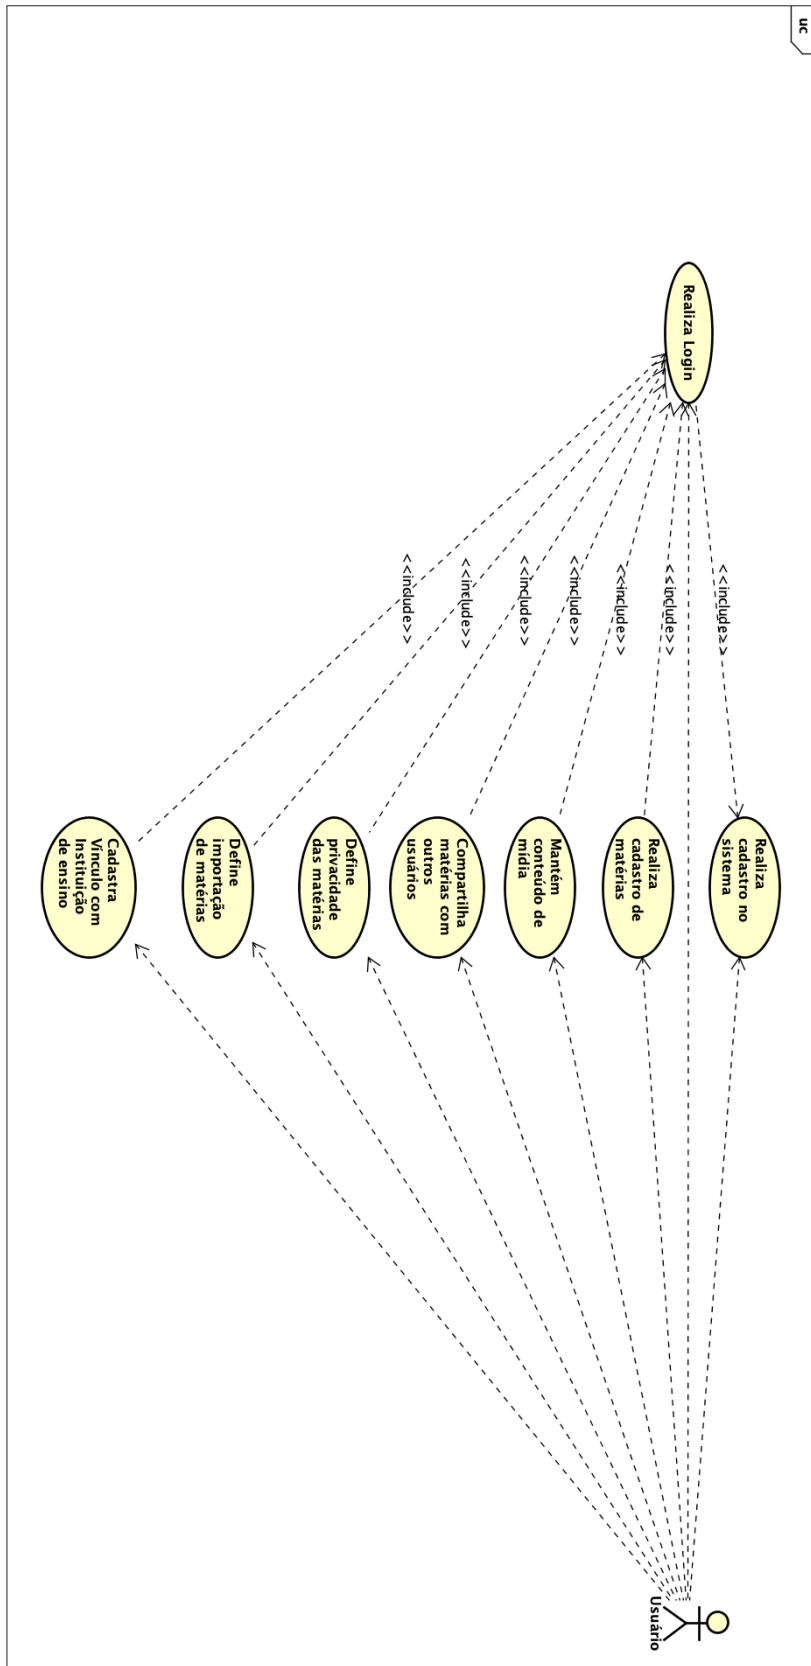 uc
Realiza Login
<<include>>
<<include>>
<<include>>
<<include>>
<<include>>
<<include>>
<<include>>
Realiza
cadastro no
sistema
Realiza
cadastro de
matérias
Mantém
conteúdo de
mídia
Compartilha
matérias com
outros
usuários
Define
privacidade
das matérias
Define
importação
de matérias
Cadastra
Vínculo com
Instituição
de ensino
Usuário